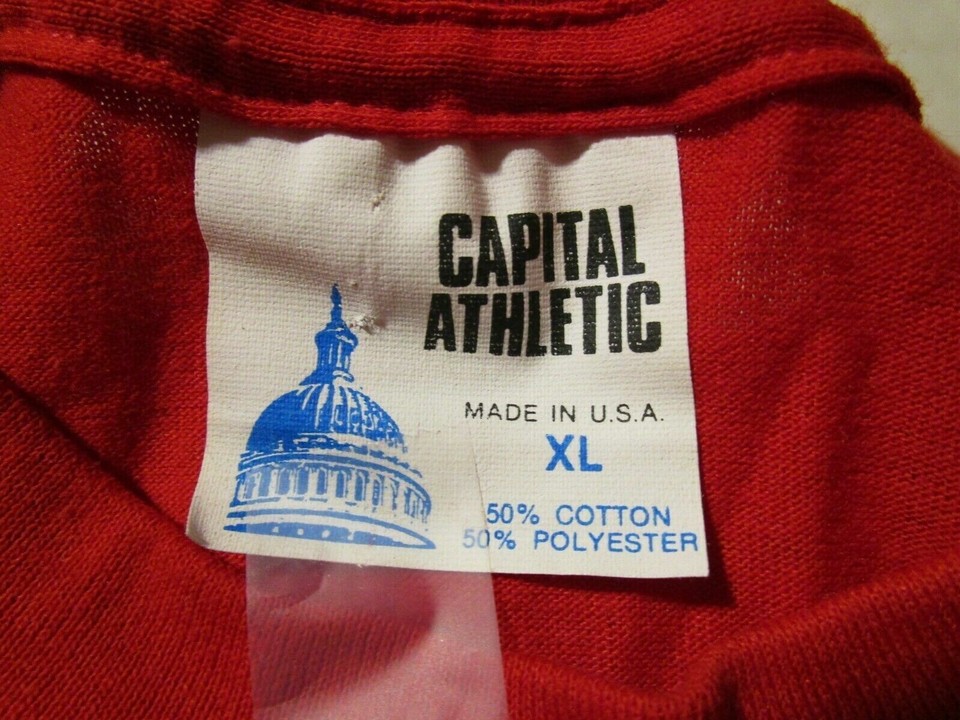 CAPITAL
ATHLETIC
MADE IN U.S.A.
XL
50% COTTON
50% POLYESTER